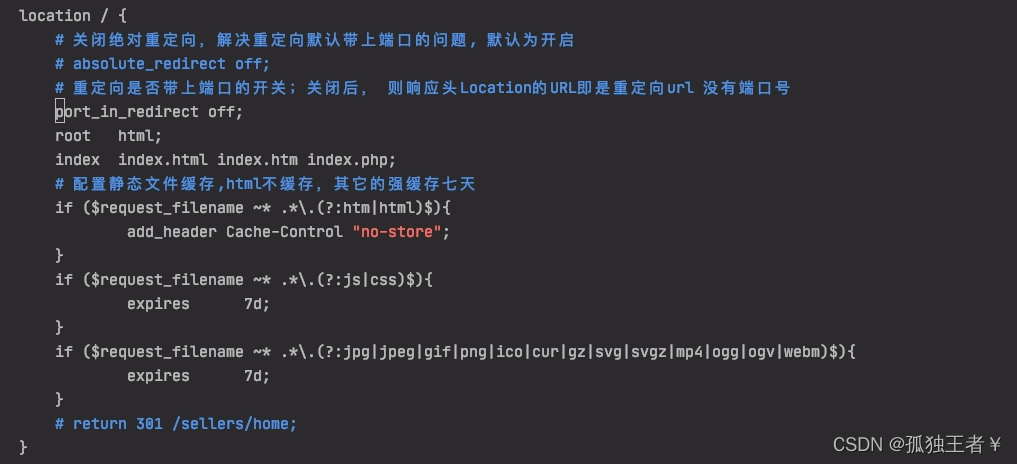 location / {
    # 关闭绝对重定向，解决重定向默认带上端口的问题, 默认为开启
    # absolute_redirect off;
    # 重定向是否带上端口的开关; 关闭后， 则响应头Location的URL即是重定向url 没有端口号
    port_in_redirect off;
    root   html;
    index  index.html index.htm index.php;
    # 配置静态文件缓存,html不缓存, 其它的强缓存七天
    if ($request_filename ~* .*\.(?:htm|html)$){
            add_header Cache-Control "no-store";
    }
    if ($request_filename ~* .*\.(?:js|css)$){
            expires      7d;
    }
    if ($request_filename ~* .*\.(?:jpg|jpeg|gif|png|ico|cur|gz|svg|svgz|mp4|ogg|ogv|webm)$){
            expires      7d;
    }
    # return 301 /sellers/home;
}
CSDN @孤独王者￥